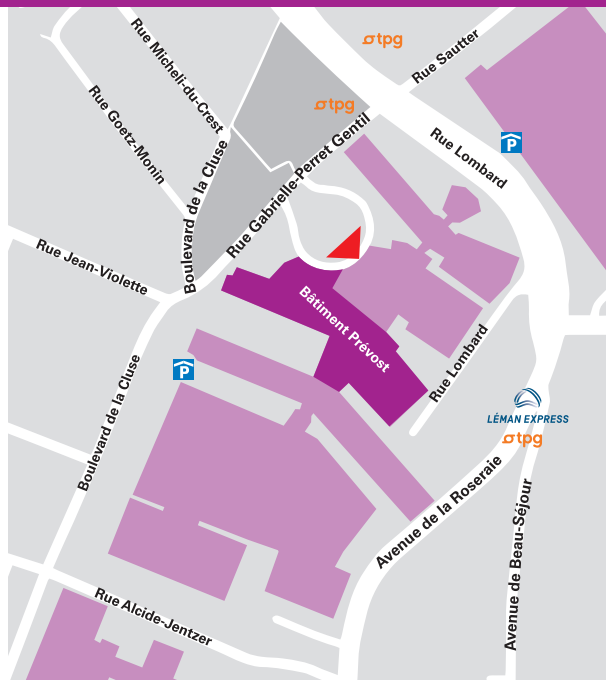 tpg
Rue Micheli-du-Crest
Rue Sautter
tpg
Rue Goetz-Monin
Rue Gabrielle-Perret Gentil
Rue Lombard
P
Boulevard de la Cluse
Rue Jean-Violette
Bâtiment Prévost
Rue Lombard
P
Boulevard de la Cluse
LÉMAN EXPRESS
tpg
Avenue de la Roseraie
Avenue de Beau-Séjour
Rue Alcide-Jentzer